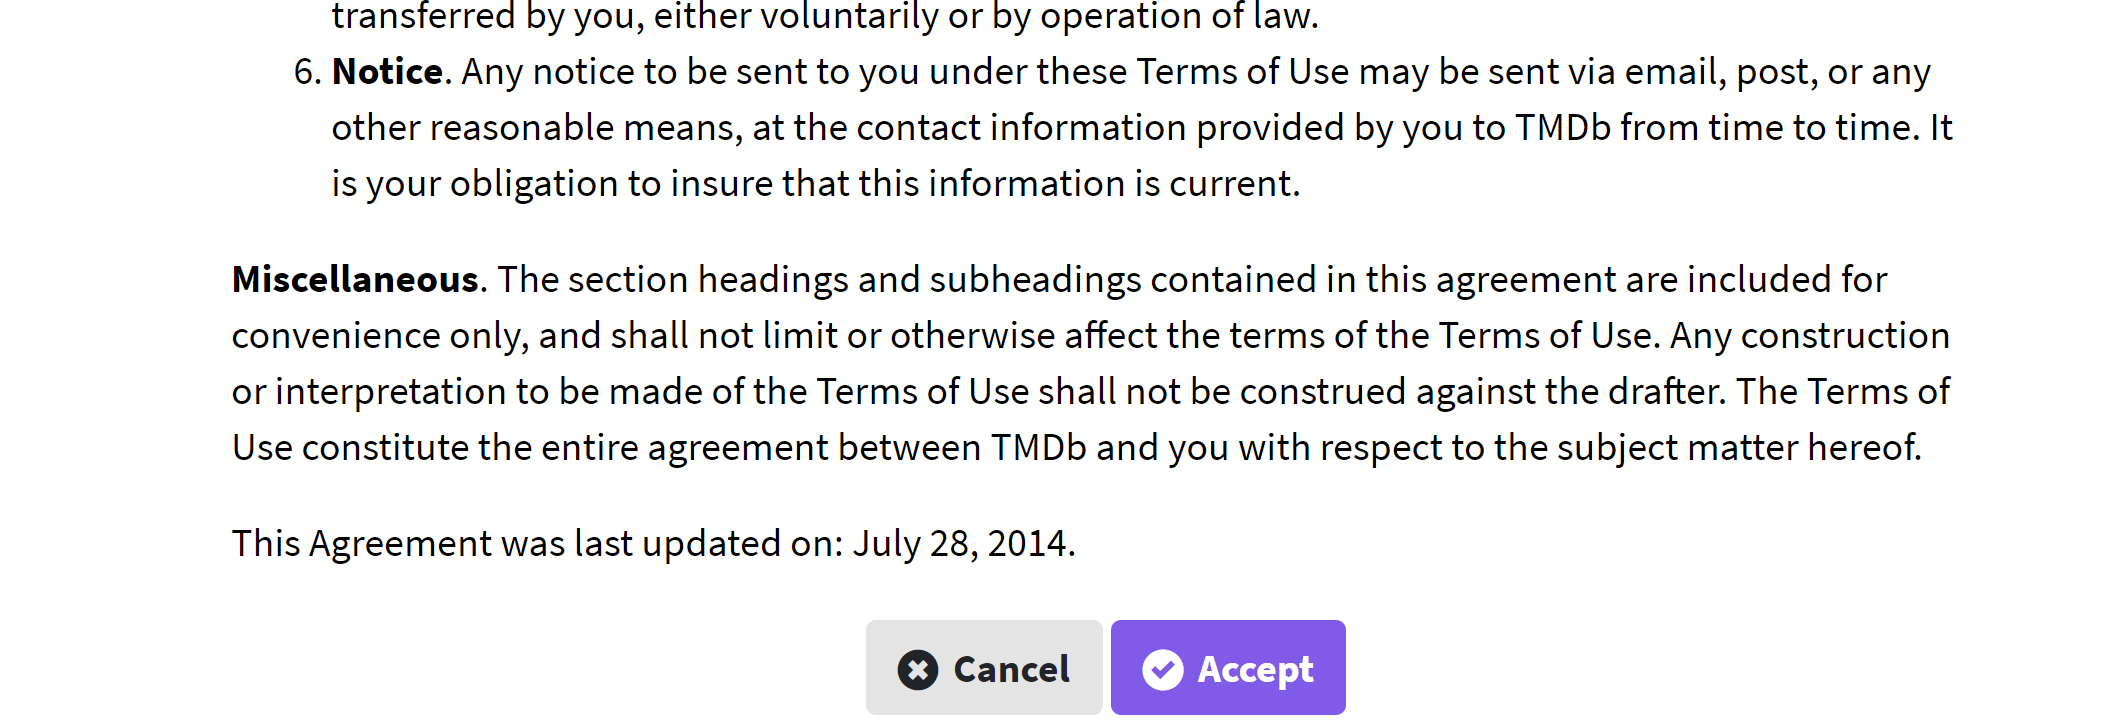 transferred by you, either voluntarily or by operation of law.
6. Notice. Any notice to be sent to you under these Terms of Use may be sent via email, post, or any
other reasonable means, at the contact information provided by you to TMDb from time to time. It
is your obligation to insure that this information is current.
Miscellaneous. The section headings and subheadings contained in this agreement are included for
convenience only, and shall not limit or otherwise affect the terms of the Terms of Use. Any construction
or interpretation to be made of the Terms of Use shall not be construed against the drafter. The Terms of
Use constitute the entire agreement between TMDb and you with respect to the subject matter hereof.
This Agreement was last updated on: July 28, 2014.
Cancel Accept